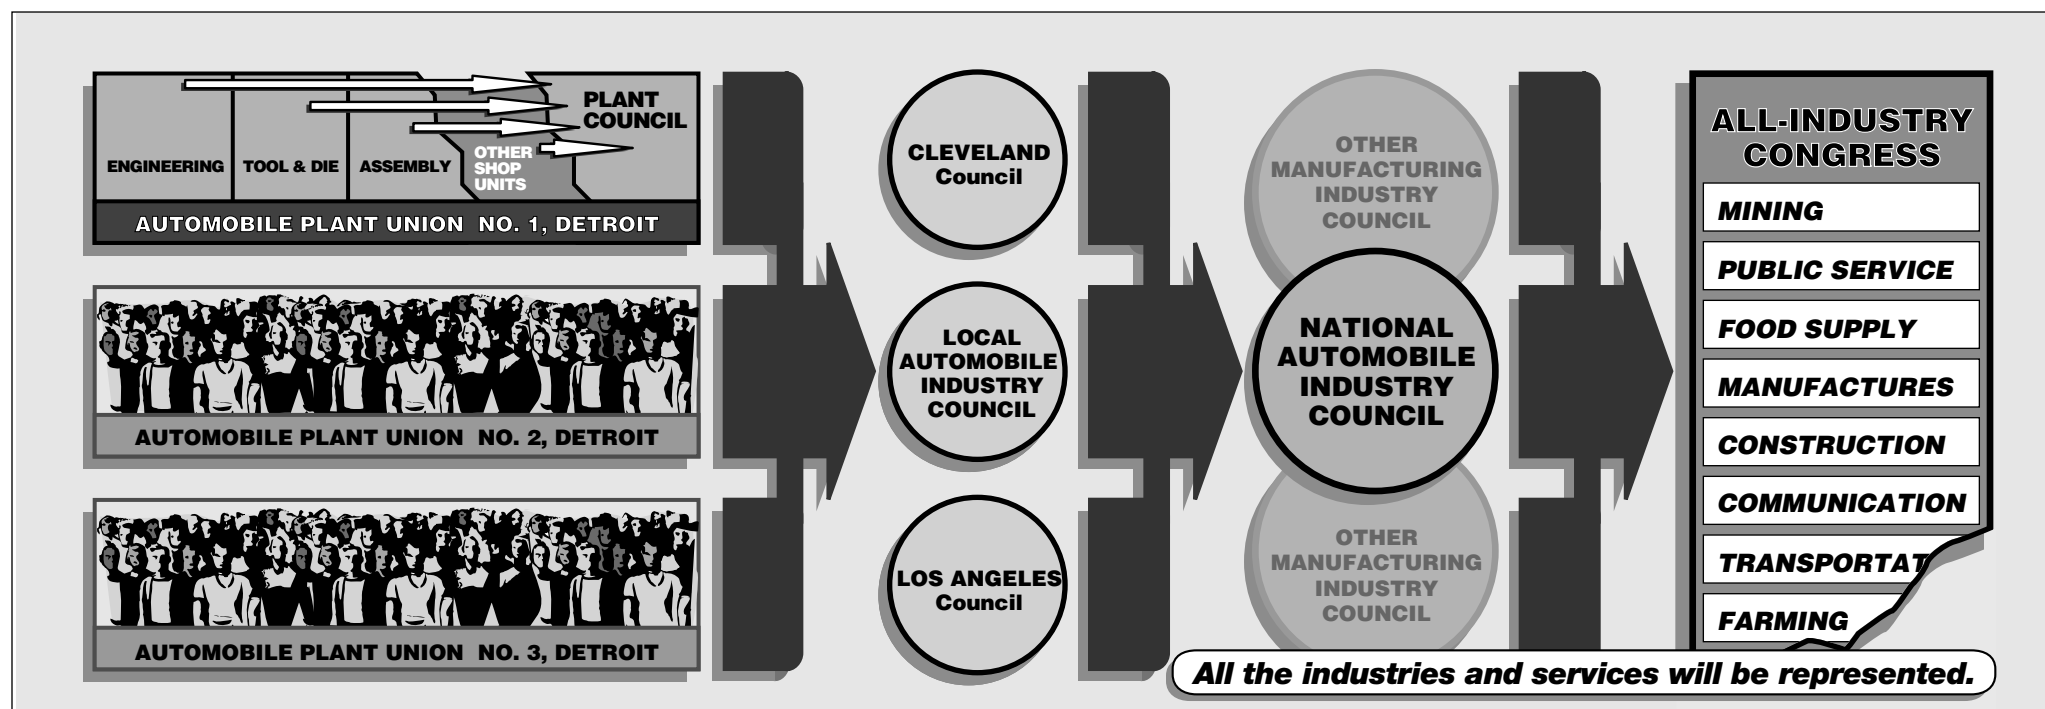 PLANT
COUNCIL
ENGINEERING
TOOL & DIE
ASSEMBLY
OTHER
SHOP
UNITS
AUTOMOBILE PLANT UNION NO. 1, DETROIT
AUTOMOBILE PLANT UNION NO. 2, DETROIT
AUTOMOBILE PLANT UNION NO. 3, DETROIT
CLEVELAND
Council
LOCAL
AUTOMOBILE
INDUSTRY
COUNCIL
LOS ANGELES
Council
OTHER
MANUFACTURING
INDUSTRY
COUNCIL
NATIONAL
AUTOMOBILE
INDUSTRY
COUNCIL
OTHER
MANUFACTURING
INDUSTRY
COUNCIL
ALL-INDUSTRY
CONGRESS
MINING
PUBLIC SERVICE
FOOD SUPPLY
MANUFACTURES
CONSTRUCTION
COMMUNICATION
TRANSPORTAT
FARMING
All the industries and services will be represented.